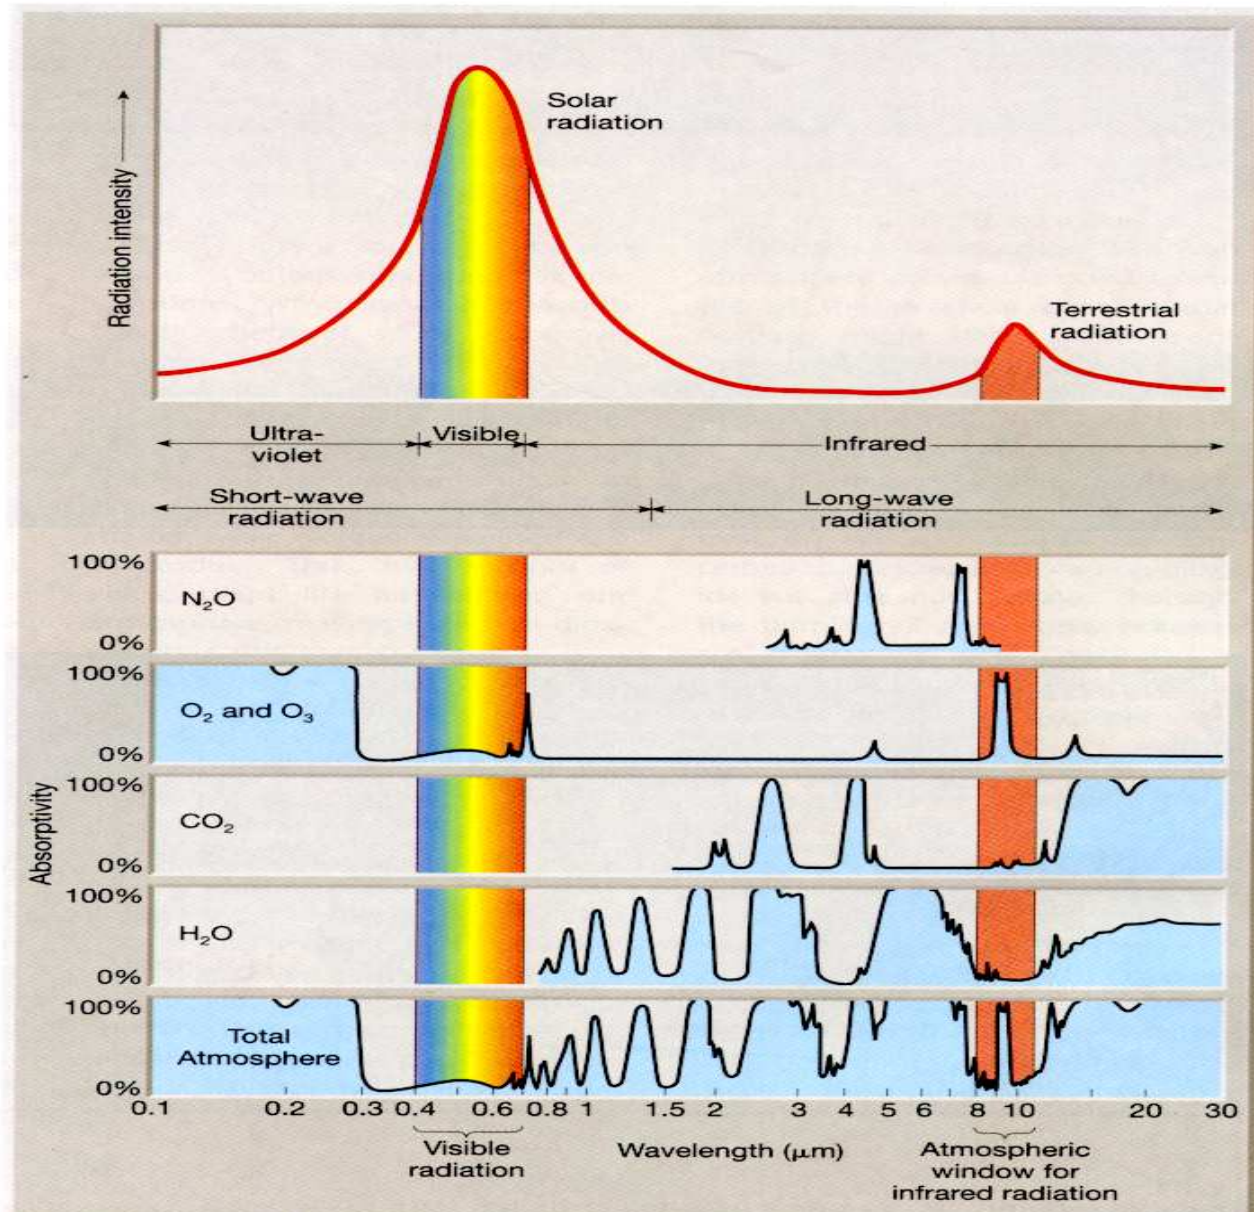 Radiation intensity
Solar
radiation
Terrestrial
radiation
Ultra-
violet
Visible
Infrared
Short-wave
radiation
Long-wave
radiation
Absorptivity
100%
N₂O
0%
100%
O₂ and O₃
0%
100%
CO₂
0%
100%
H₂O
0%
100%
Total
Atmosphere
0%
0.1 0.2 0.3 0.4 0.6 0.8 1 1.5 2 3 4 5 6 7 8 10 20 30
Visible
radiation
Wavelength (μm)
Atmospheric
window for
infrared radiation